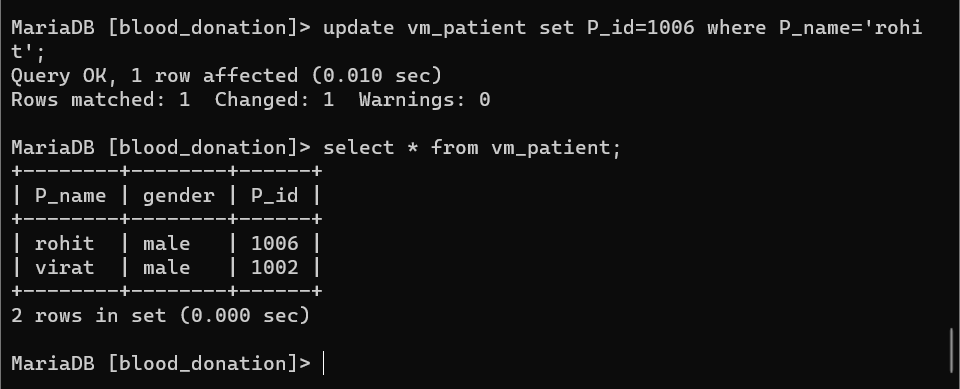 MariaDB [blood_donation]> update vm_patient set P_id=1006 where P_name='rohi
t';
Query OK, 1 row affected (0.010 sec)
Rows matched: 1  Changed: 1  Warnings: 0
MariaDB [blood_donation]> select * from vm_patient;
+--------+--------+------+
| P_name | gender | P_id |
+--------+--------+------+
| rohit  | male   | 1006 |
| virat  | male   | 1002 |
+--------+--------+------+
2 rows in set (0.000 sec)
MariaDB [blood_donation]>